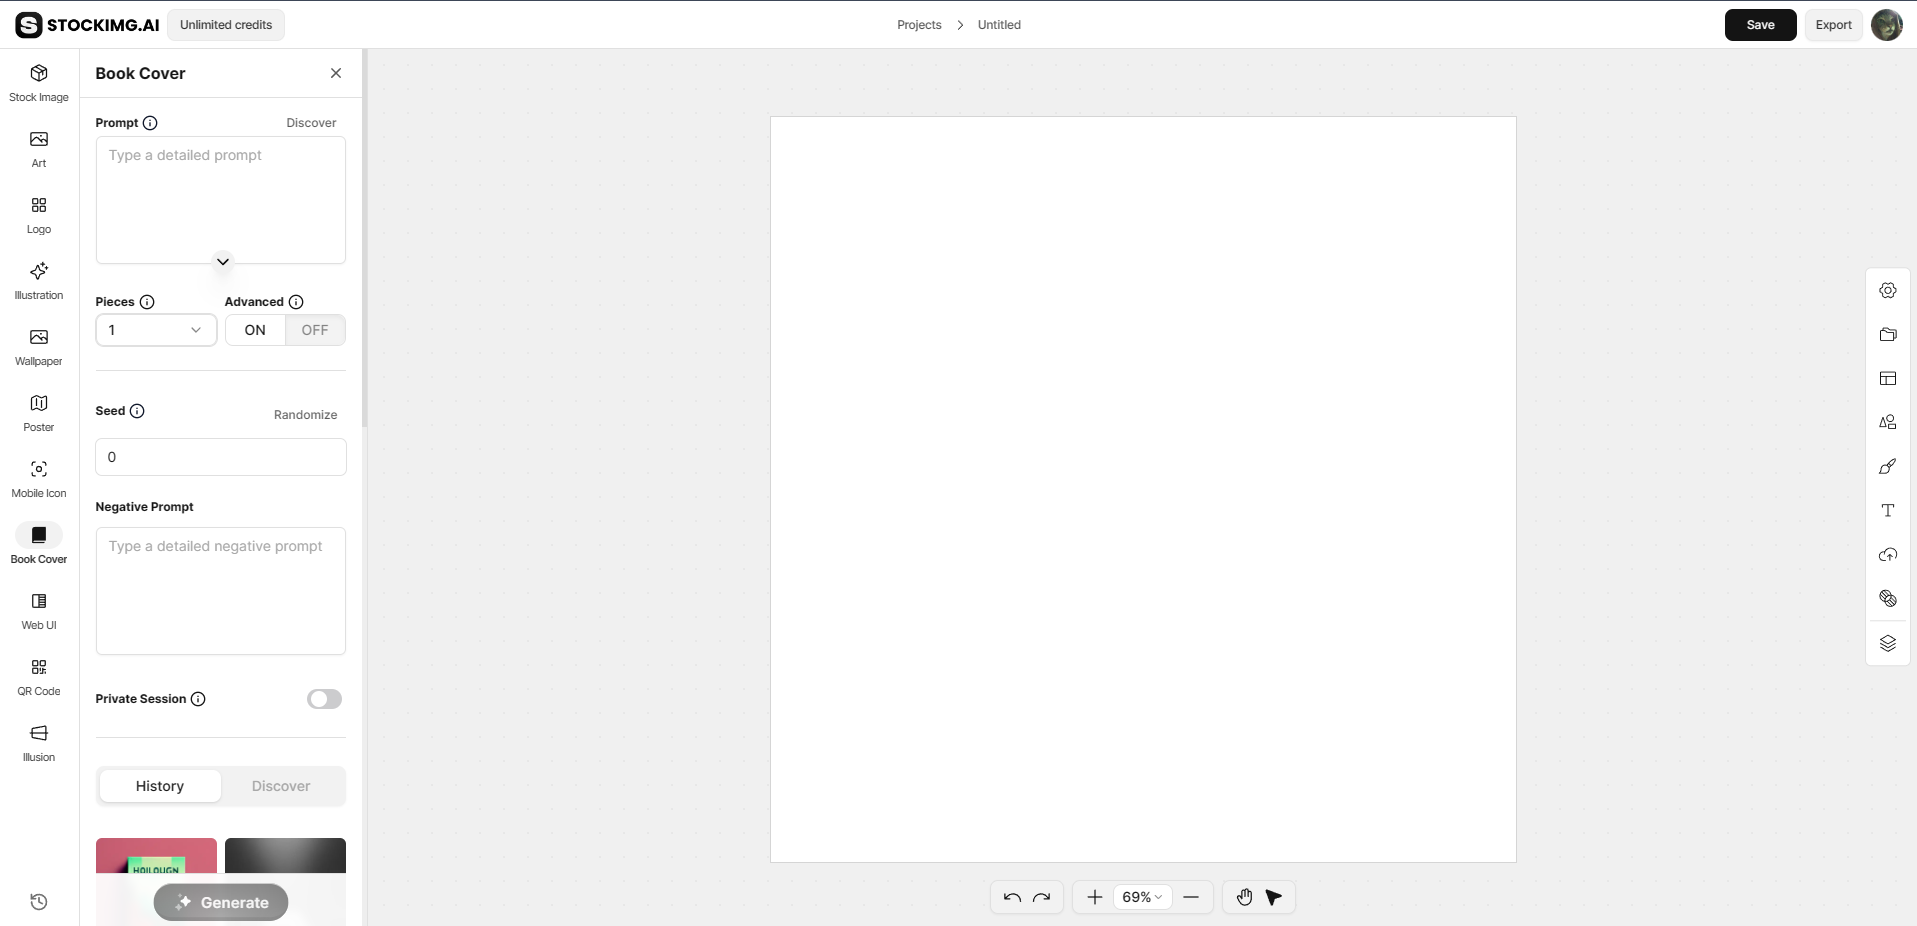 STOCKIMG.AI
Unlimited credits
Projects > Untitled
Save
Export
Stock Image
Art
Logo
Illustration
Wallpaper
Poster
Mobile Icon
Book Cover
Web UI
QR Code
Illusion
Book Cover
Prompt
Discover
Type a detailed prompt
Pieces
Advanced
1
ON
OFF
Seed
Randomize
0
Negative Prompt
Type a detailed negative prompt
Private Session
History
Discover
Generate
69%